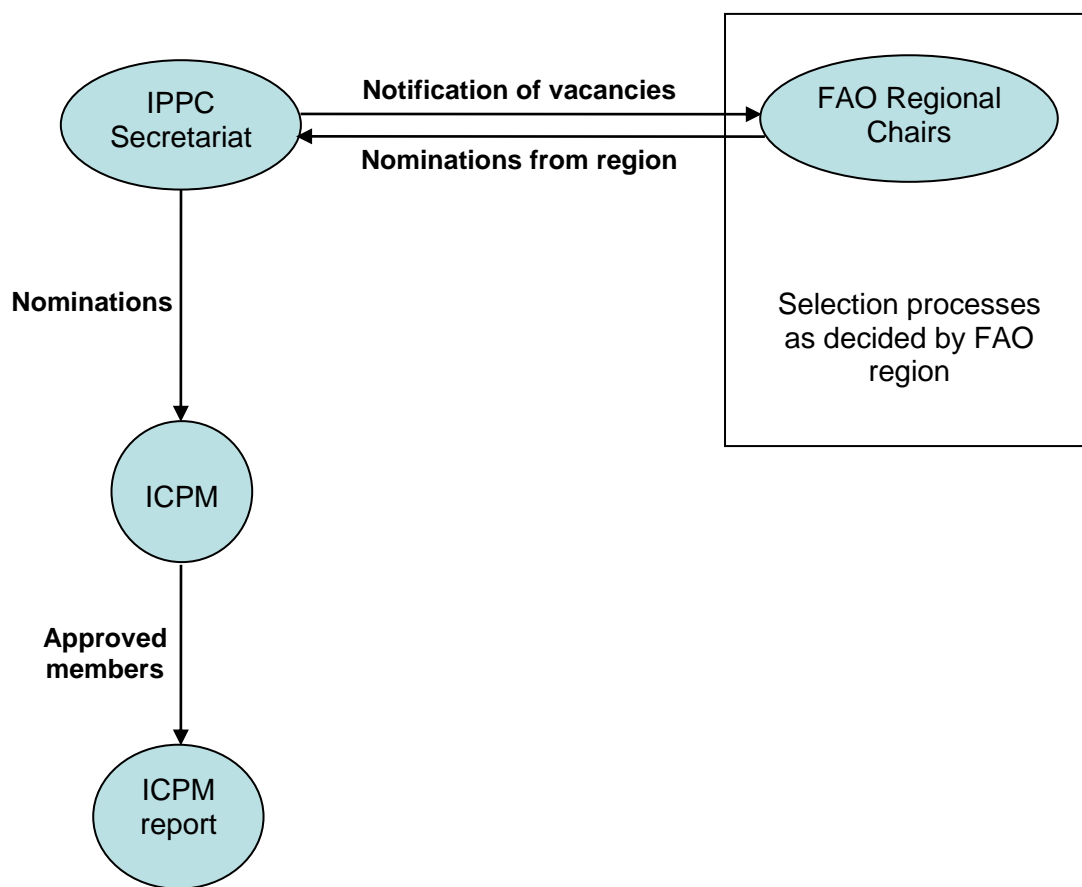 IPPC
Secretariat
Notification of vacancies
Nominations from region
FAO Regional
Chairs
Selection processes
as decided by FAO
region
Nominations
ICPM
Approved
members
ICPM
report